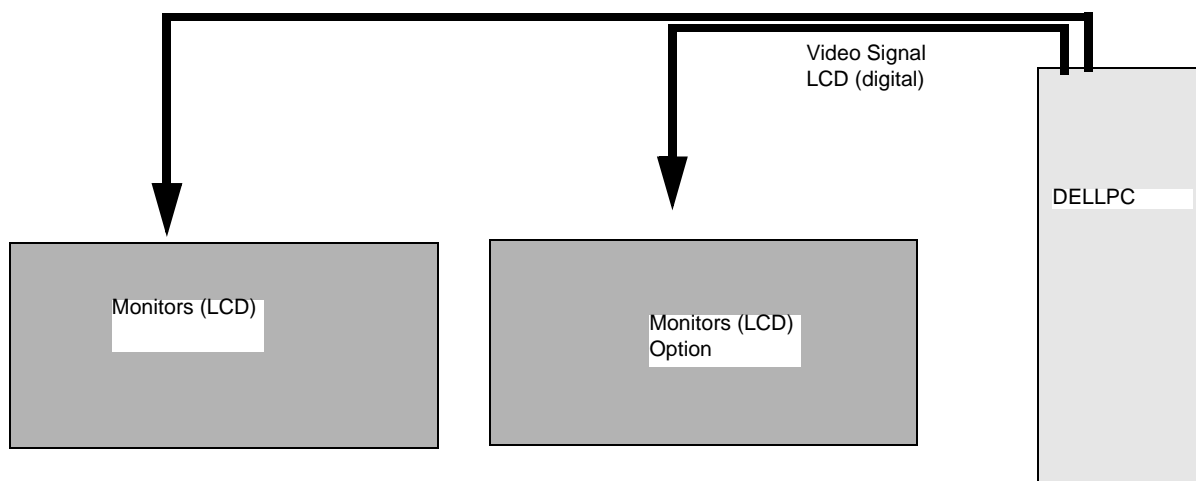 Video Signal
LCD (digital)
DELLPC
Monitors (LCD)
Monitors (LCD)
Option